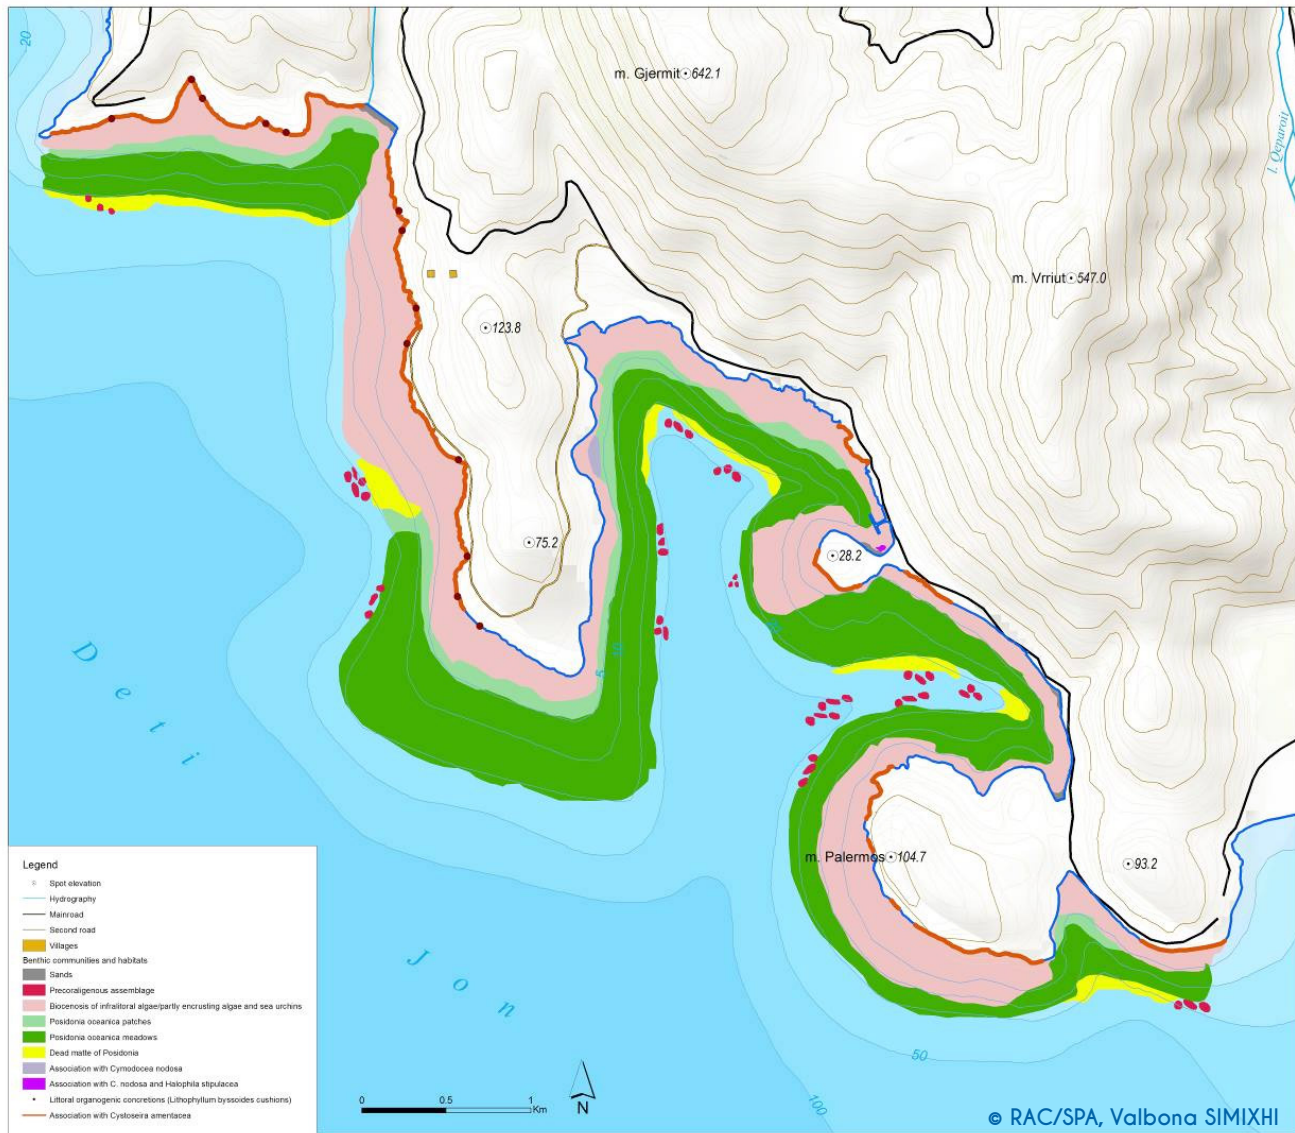 20
m. Gjermit 642.1
l. Qeparoit
m. Vrriut 547.0
123.8
75.2
28.2
5
10
Deti
Jon
m. Palermos 104.7
93.2
50
100
Legend
Spot elevation
Hydrography
Mainroad
Second road
Villages
Benthic communities and habitats
Sands
Precoraligenous assemblage
Biocenosis of infralitoral algae/partly encrusting algae and sea urchins
Posidonia oceanica patches
Posidonia oceanica meadows
Dead matte of Posidonia
Association with Cymodocea nodosa
Association with C. nodosa and Halophila stipulacea
Littoral organogenic concretions (Lithophyllum byssoides cushions)
Association with Cystoseira amentacea
0 0.5 1
Km
N
© RAC/SPA, Valbona SIMIXHI